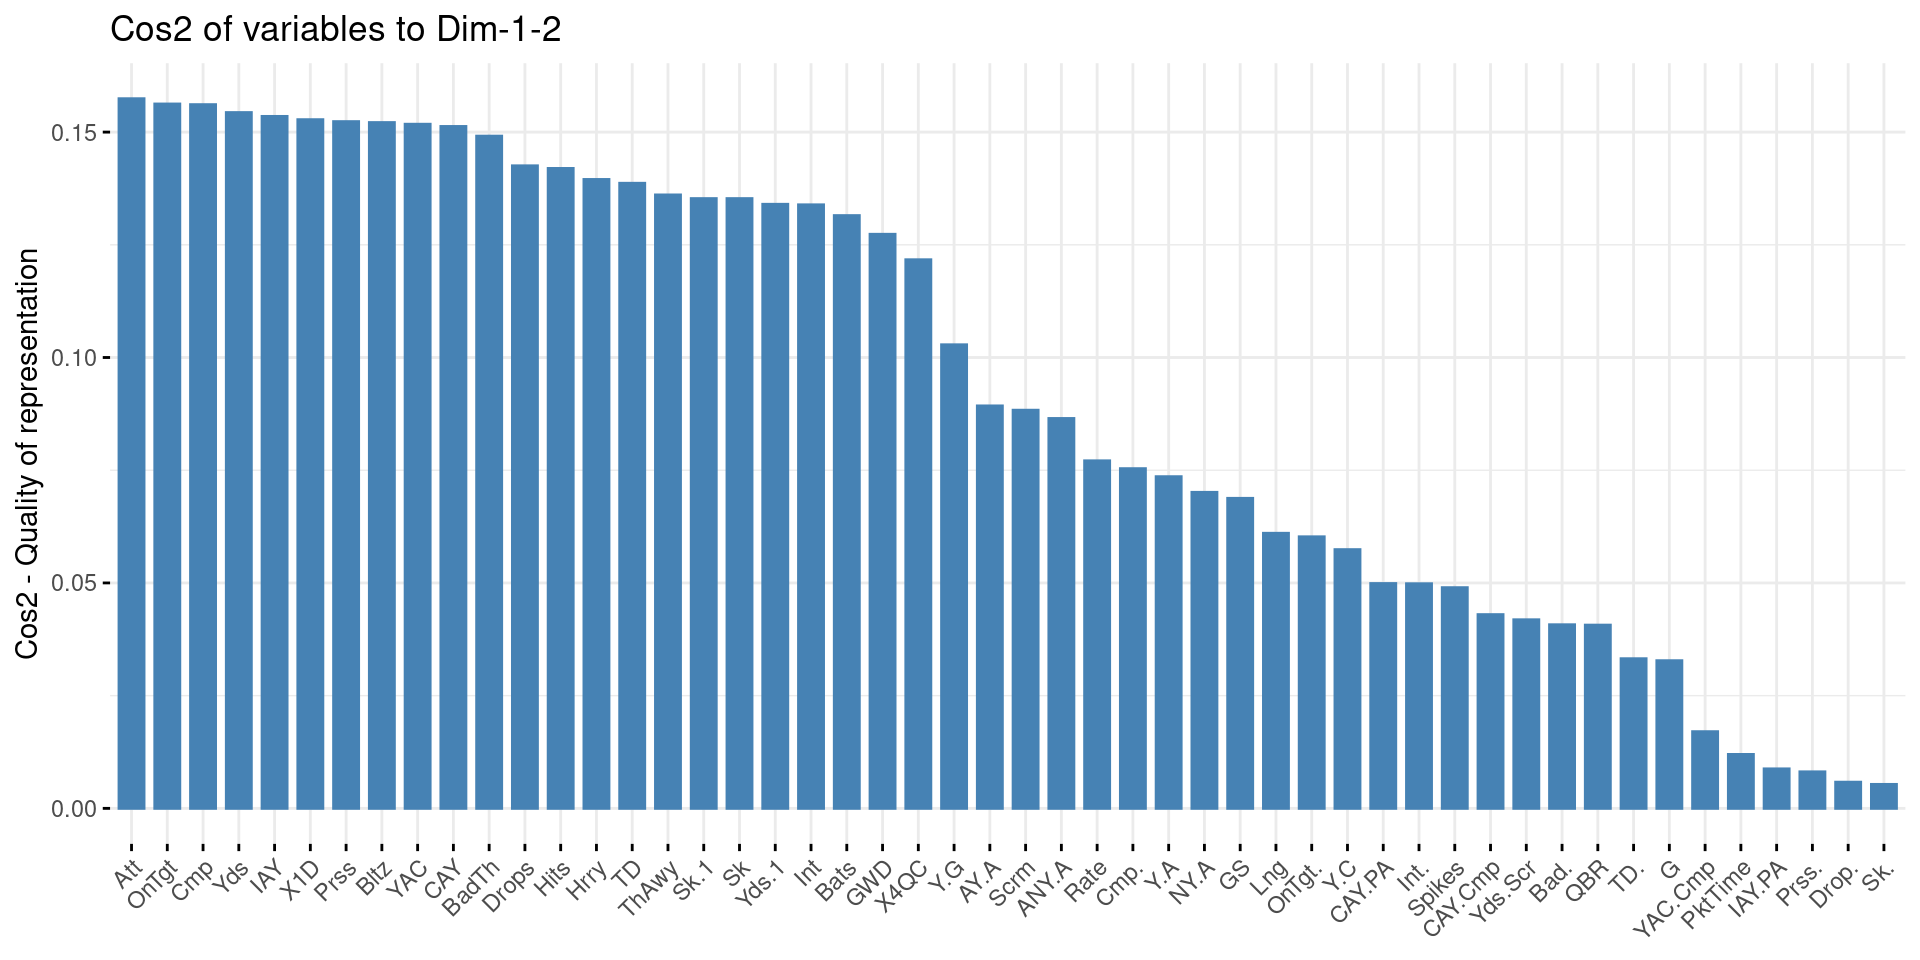 Cos2 of variables to Dim-1-2
Cos2 - Quality of representation
0.15
0.10
0.05
0.00
Att
OnTgt
Cmp
Yds
IAY
X1D
Prss
Bltz
YAC
CAY
BadTh
Drops
Hits
Hrry
TD
ThAwy
Sk.1
Sk
Yds.1
Int
Bats
GWD
X4QC
Y.G
AY.A
Scrm
ANY.A
Rate
Cmp.
Y.A
NY.A
GS
Lng
OnTgt.
Y.C
CAY.PA
Int.
Spikes
CAY.Cmp
Yds.Scr
Bad.
QBR
TD.
G
YAC.Cmp
PktTime
IAY.PA
Prss.
Drop.
Sk.